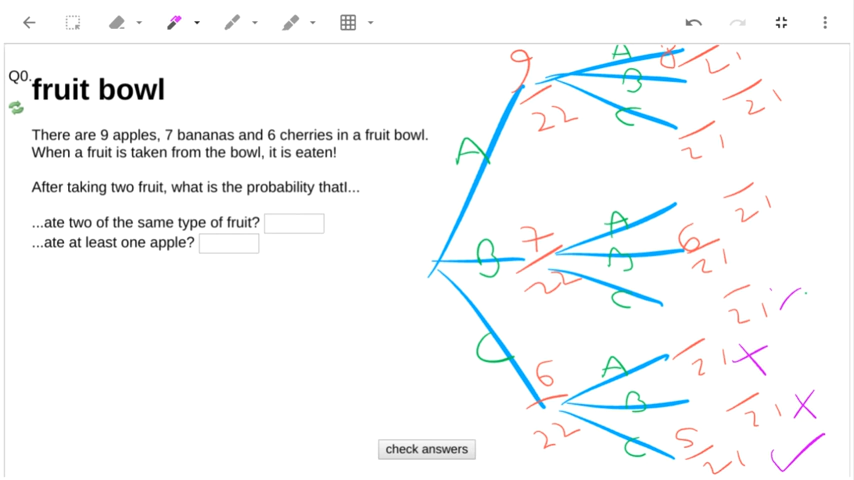 Q0.
fruit bowl
There are 9 apples, 7 bananas and 6 cherries in a fruit bowl.
When a fruit is taken from the bowl, it is eaten!
After taking two fruit, what is the probability thatI...
...ate two of the same type of fruit?
...ate at least one apple?
check answers
A
9
22
A
8
21
B
21
C
21
B
7
22
A
21
B
6
21
C
21
C
6
22
A
21
B
21
C
5
21